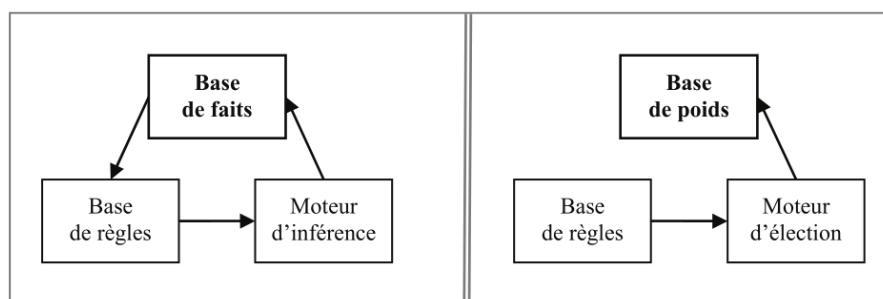 Base
de faits
Base
de règles
Moteur
d'inférence
Base
de poids
Base
de règles
Moteur
d'élection